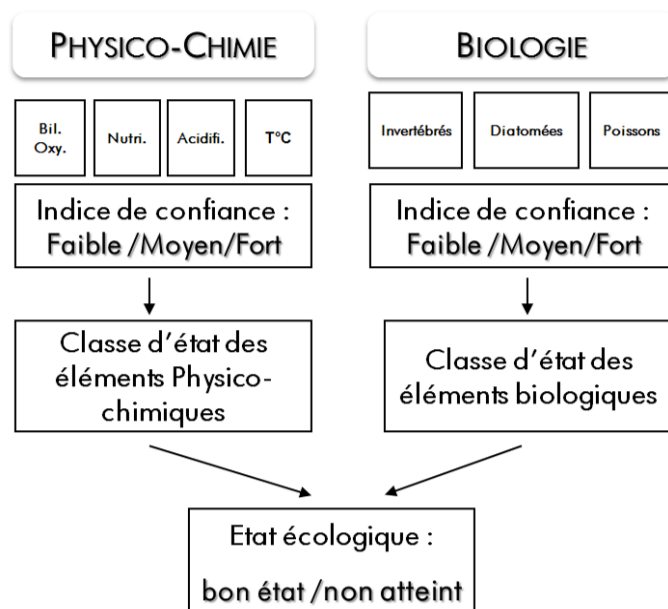 PHYSICO-CHIMIE
BIOLOGIE
Bil.
Oxy.
Nutri.
Acidifi.
T°C
Invertébrés
Diatomées
Poissons
Indice de confiance :
Faible /Moyen/Fort
Indice de confiance :
Faible /Moyen/Fort
Classe d'état des
éléments Physico-
chimiques
Classe d'état des
éléments biologiques
Etat écologique :
bon état /non atteint